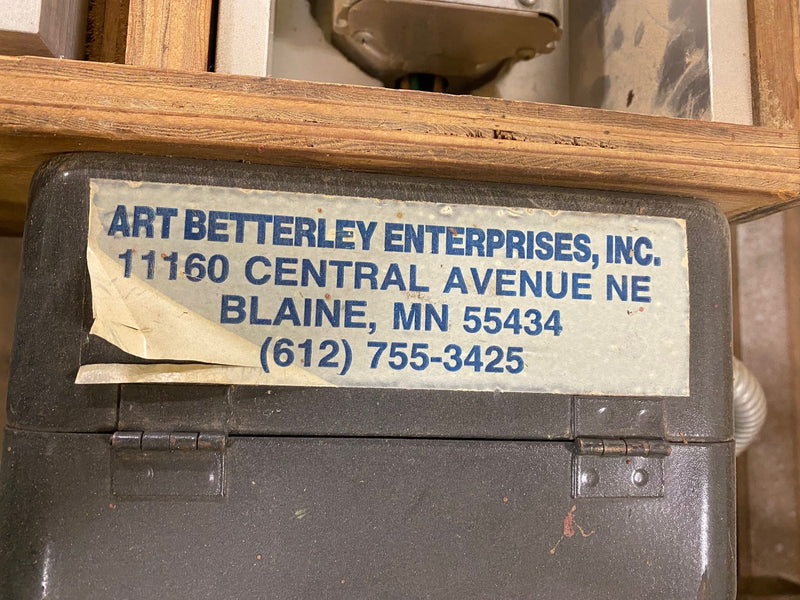 ART BETTERLEY ENTERPRISES, INC.
11160 CENTRAL AVENUE NE
BLAINE, MN 55434
(612) 755-3425